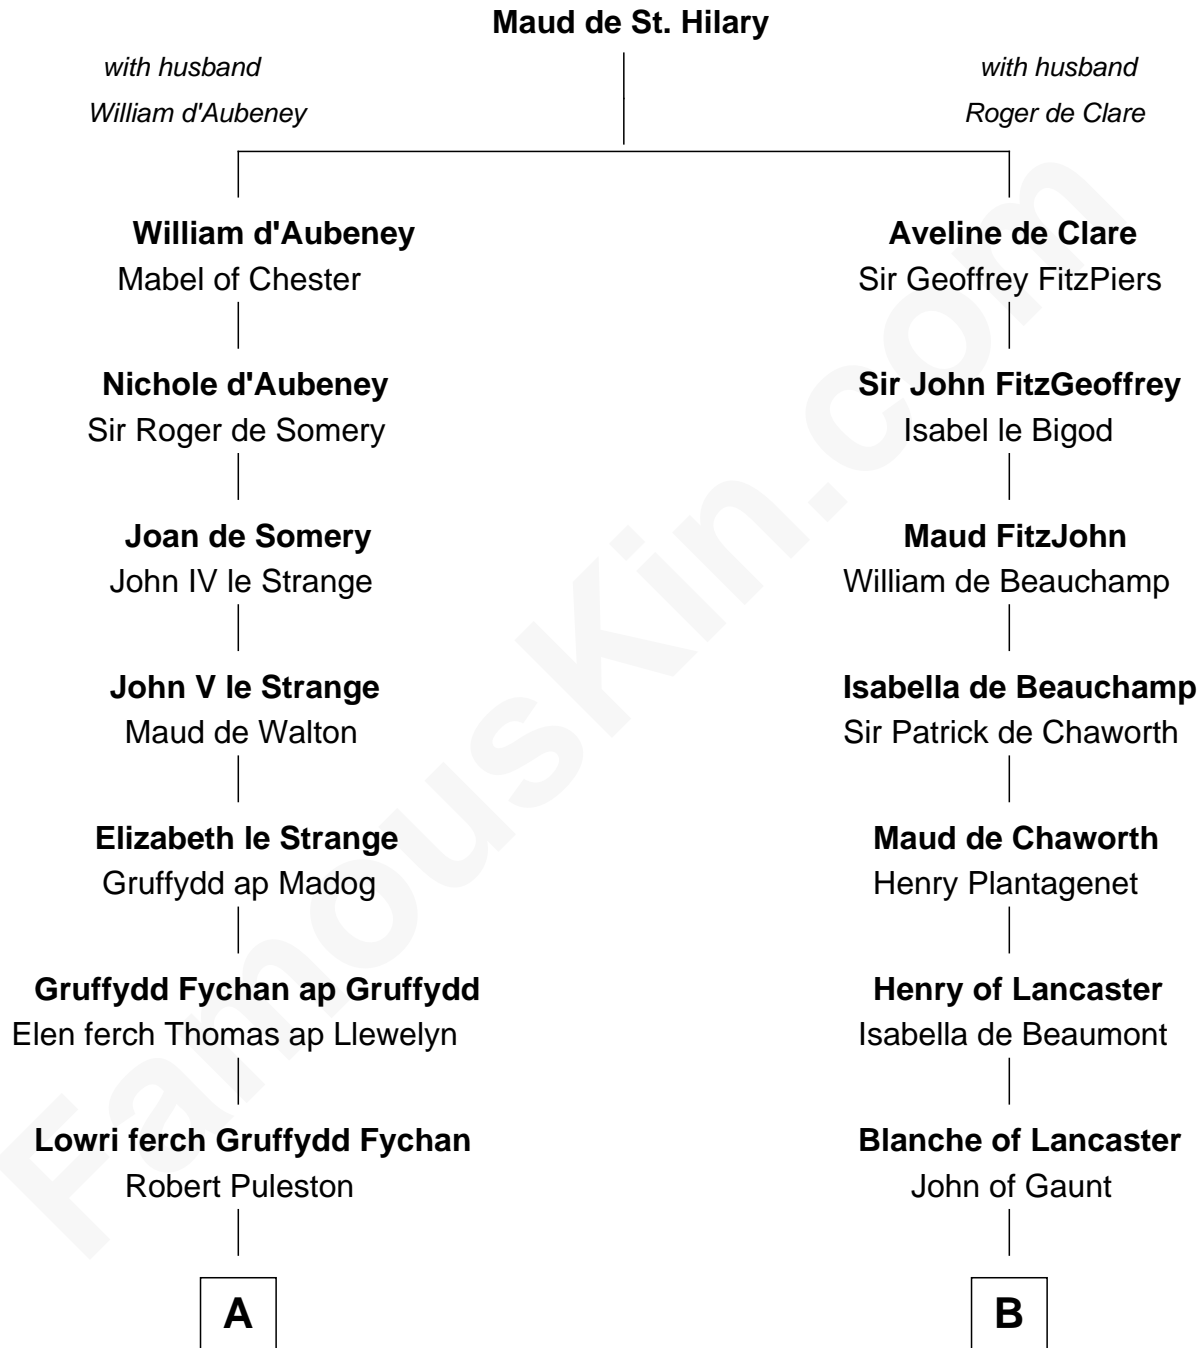 Maud de St. Hilary
with husband
William d'Aubeney
with husband
Roger de Clare
William d'Aubeney
Mabel of Chester
Aveline de Clare
Sir Geoffrey FitzPiers
Nichole d'Aubeney
Sir Roger de Somery
Sir John FitzGeoffrey
Isabel le Bigod
Joan de Somery
John IV le Strange
Maud FitzJohn
William de Beauchamp
John V le Strange
Maud de Walton
Isabella de Beauchamp
Sir Patrick de Chaworth
Elizabeth le Strange
Gruffydd ap Madog
Maud de Chaworth
Henry Plantagenet
Gruffydd Fychan ap Gruffydd
Elen ferch Thomas ap Llewelyn
Henry of Lancaster
Isabella de Beaumont
Lowri ferch Gruffydd Fychan
Robert Puleston
Blanche of Lancaster
John of Gaunt
A
B
FamousKin.com